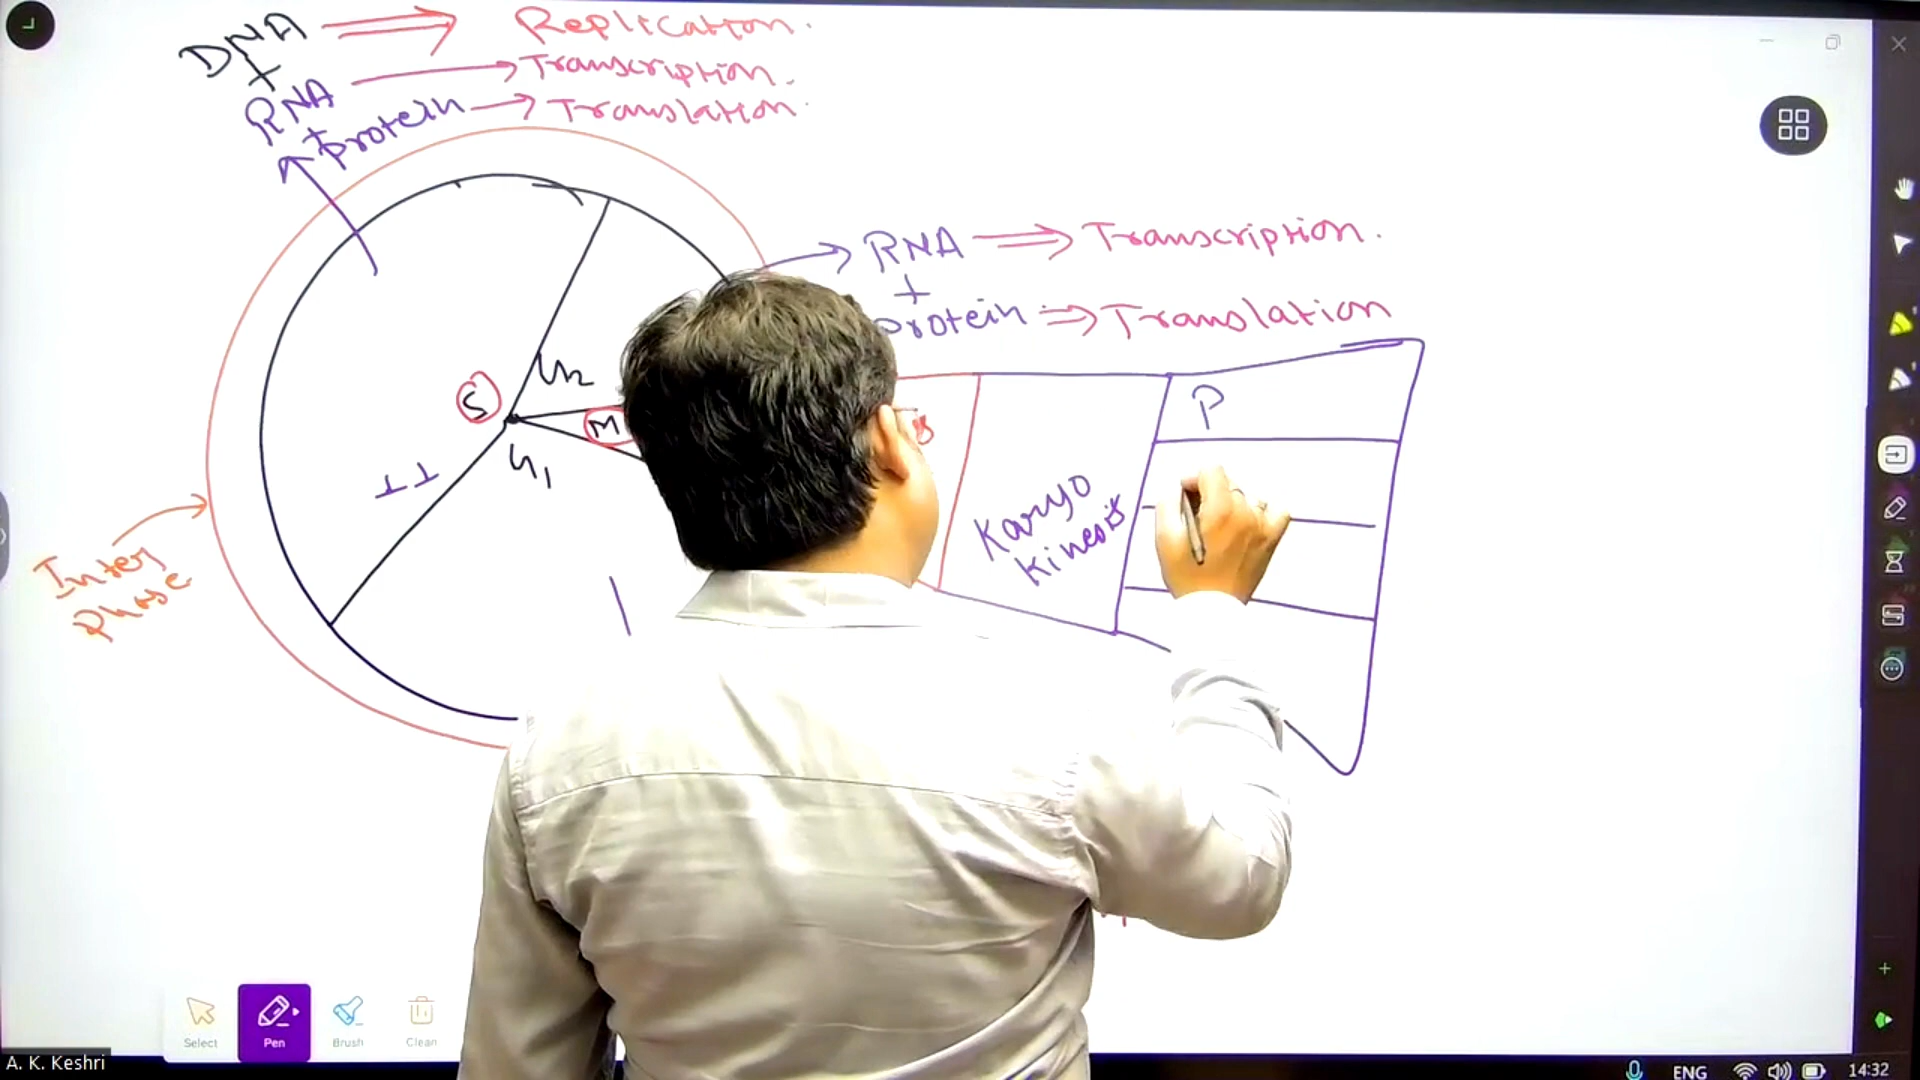 DNA ⇒ Replication.
+
RNA → Transcription.
+
Protein → Translation.
RNA ⇒ Transcription.
+
Protein ⇒ Translation
S
G2
M
G1
Inter
phase
Karyo
Kinesis
P
Select
Pen
Brush
Clean
A. K. Keshri
ENG
14:32